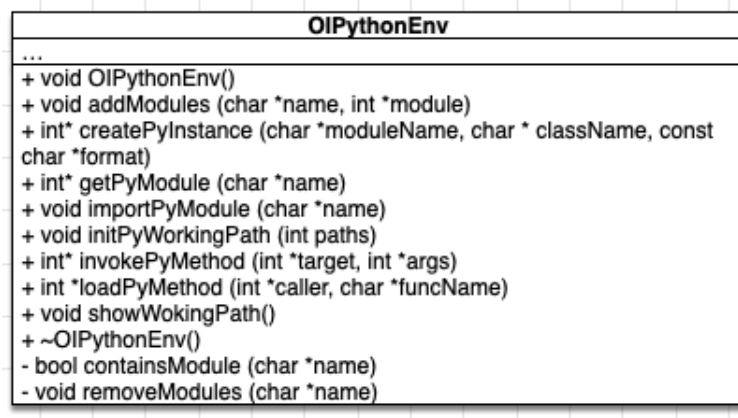 OIPythonEnv
...
+ void OIPythonEnv()
+ void addModules (char *name, int *module)
+ int* createPyInstance (char *moduleName, char * className, const
char *format)
+ int* getPyModule (char *name)
+ void importPyModule (char *name)
+ void initPyWorkingPath (int paths)
+ int* invokePyMethod (int *target, int *args)
+ int *loadPyMethod (int *caller, char *funcName)
+ void showWokingPath()
+ ~OIPythonEnv()
- bool containsModule (char *name)
- void removeModules (char *name)